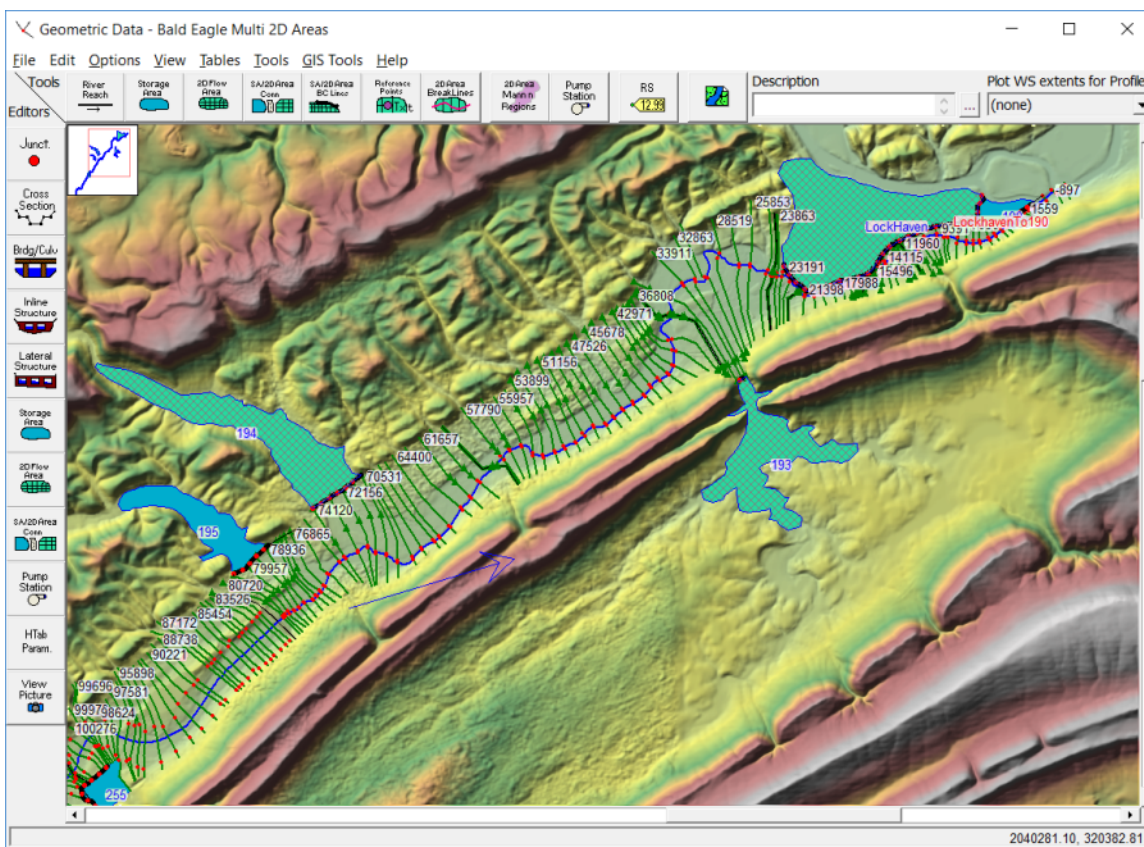 Geometric Data - Bald Eagle Multi 2D Areas
File Edit Options View Tables Tools GIS Tools Help
Tools
Editors
River
Reach
Storage
Area
2D Flow
Area
SA/2D Area
Conn
SA/2D Area
BC Lines
Reference
Points
2D Area
BreakLines
2D Area
Mann n
Regions
Pump
Station
RS
12.99
Description
...
Plot WS extents for Profile
(none)
Junct.
Cross
Section
Brdg/Culv
Inline
Structure
Lateral
Structure
Storage
Area
2D Flow
Area
SA/2D Area
Conn
Pump
Station
HTab
Param.
View
Picture
-897
1559
LockhavenTo190
LockHaven
11960
14115
15496
17988
21398
23191
23863
25853
28519
32863
33911
36808
42971
45678
47526
51156
53899
55957
57790
61657
64400
70531
72156
74120
76865
78936
79957
80720
83526
85454
87172
88738
90221
95898
97581
99696
98624
100276
193
194
195
255
2040281.10, 320382.81